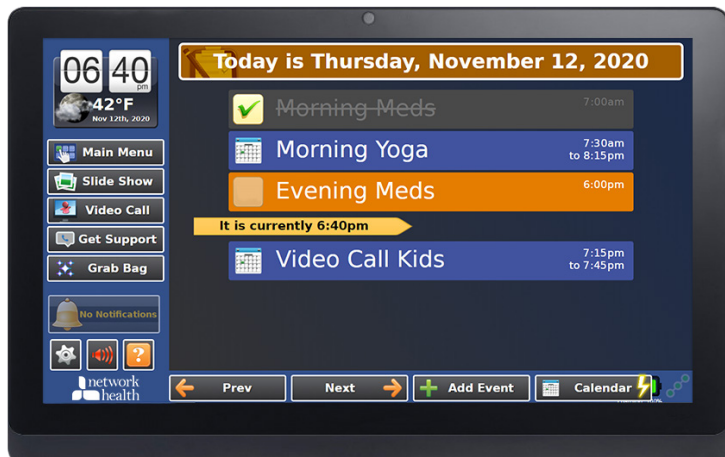 06 40
pm
42°F
Nov 12th, 2020
Main Menu
Slide Show
Video Call
Get Support
Grab Bag
No Notifications
?
network
health
Today is Thursday, November 12, 2020
Morning Meds 7:00am
Morning Yoga 7:30am
to 8:15pm
Evening Meds 6:00pm
It is currently 6:40pm
Video Call Kids 7:15pm
to 7:45pm
Prev
Next
Add Event
Calendar